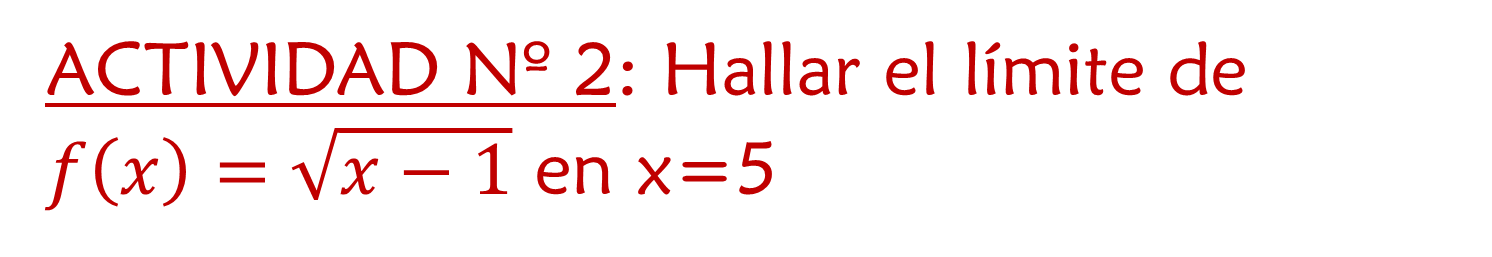 ACTIVIDAD Nº 2: Hallar el límite de
f(x) = √x − 1 en x=5